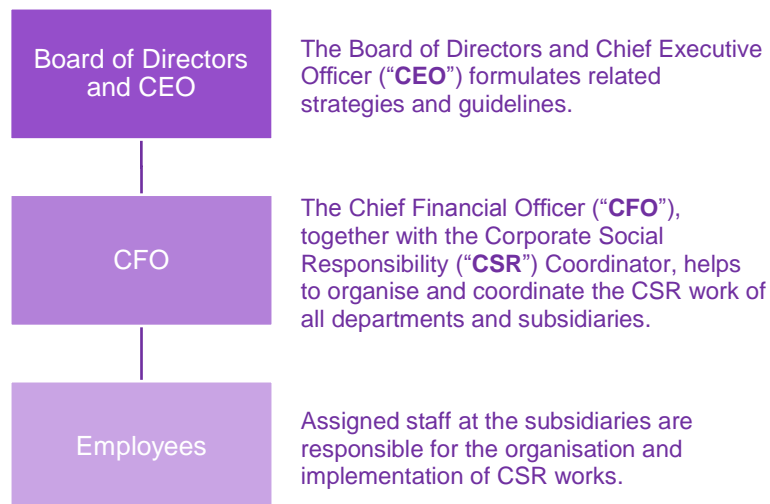 Board of Directors
and CEO
The Board of Directors and Chief Executive
Officer (“CEO”) formulates related
strategies and guidelines.
CFO
The Chief Financial Officer (“CFO”),
together with the Corporate Social
Responsibility (“CSR”) Coordinator, helps
to organise and coordinate the CSR work of
all departments and subsidiaries.
Employees
Assigned staff at the subsidiaries are
responsible for the organisation and
implementation of CSR works.